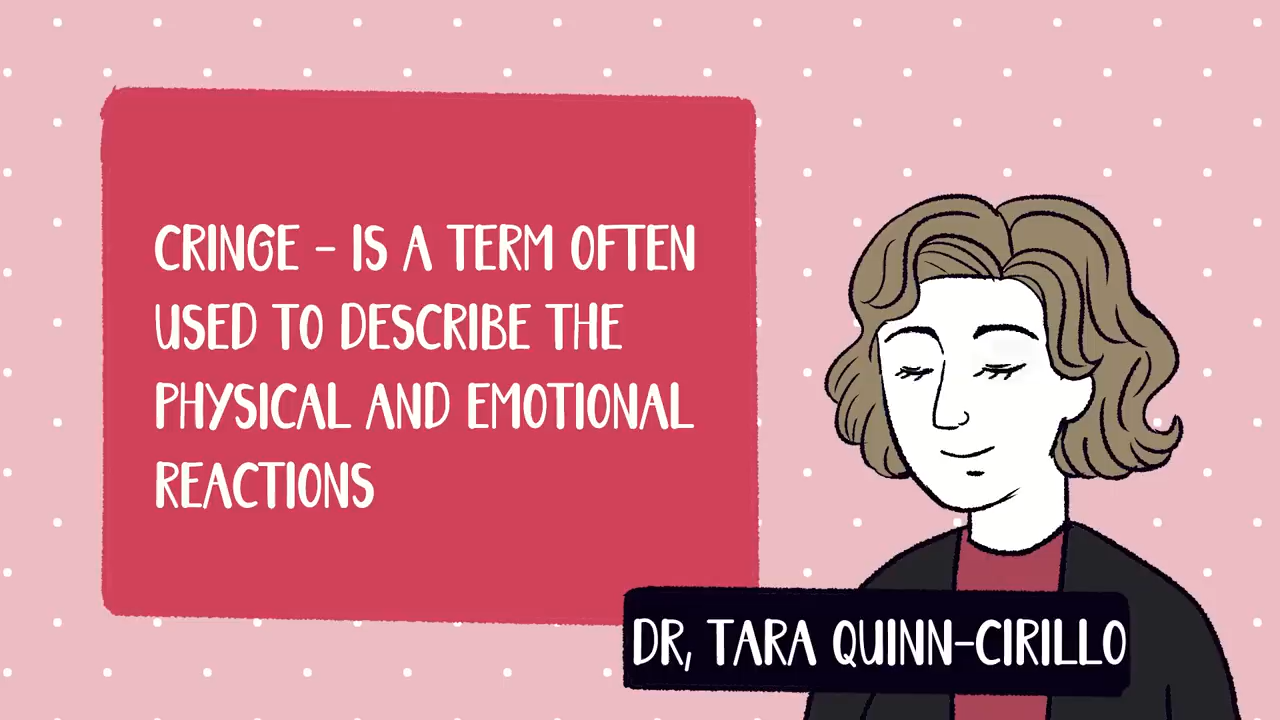 CRINGE - IS A TERM OFTEN
USED TO DESCRIBE THE
PHYSICAL AND EMOTIONAL
REACTIONS
DR, TARA QUINN-CIRILLO